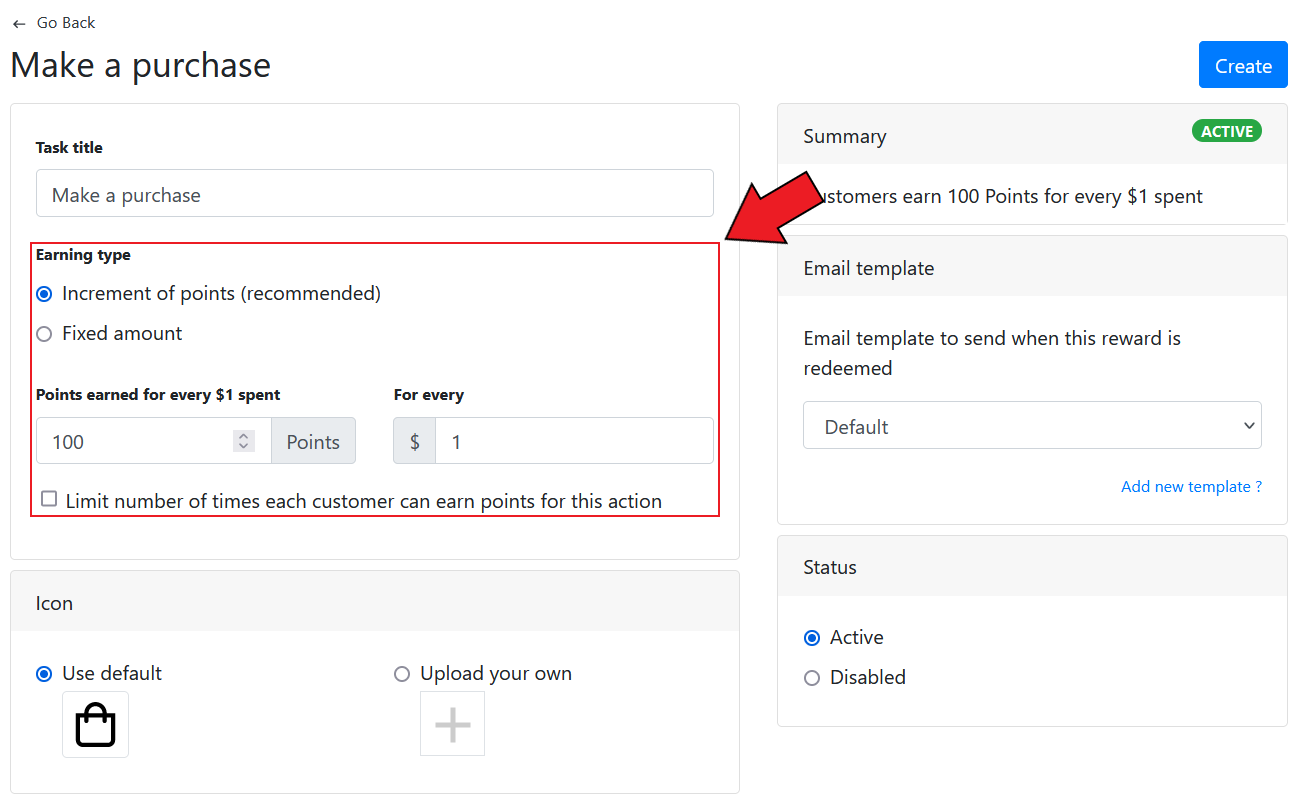 ← Go Back
Make a purchase
Create
Task title
Make a purchase
Earning type
Increment of points (recommended)
Fixed amount
Points earned for every $1 spent
For every
100
Points
$
1
Limit number of times each customer can earn points for this action
Icon
Use default
Upload your own
Summary
ACTIVE
earn 100 Points for every $1 spent
Email template
Email template to send when this reward is
redeemed
Default
Add new template ?
Status
Active
Disabled